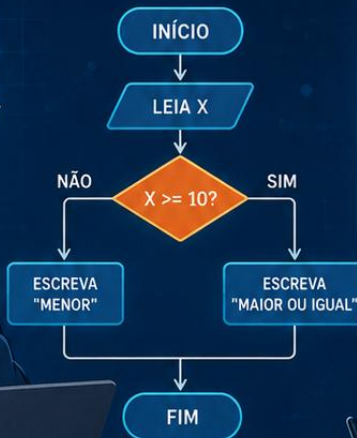 INÍCIO
LEIA X
NÃO
X >= 10?
SIM
ESCREVA
"MENOR"
ESCREVA
"MAIOR OU IGUAL"
FIM